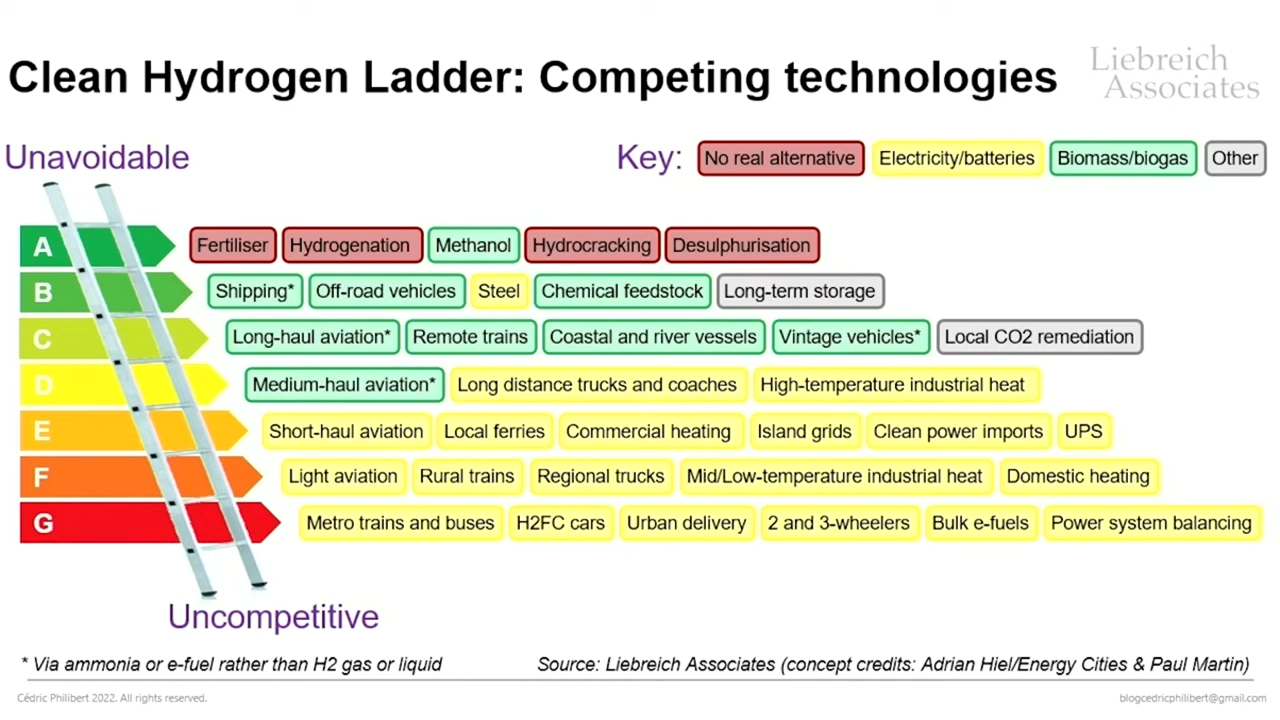 Clean Hydrogen Ladder: Competing technologies
Liebreich
Associates
Unavoidable
Key: No real alternative Electricity/batteries Biomass/biogas Other
A Fertiliser Hydrogenation Methanol Hydrocracking Desulphurisation
B Shipping* Off-road vehicles Steel Chemical feedstock Long-term storage
C Long-haul aviation* Remote trains Coastal and river vessels Vintage vehicles* Local CO2 remediation
D Medium-haul aviation* Long distance trucks and coaches High-temperature industrial heat
E Short-haul aviation Local ferries Commercial heating Island grids Clean power imports UPS
F Light aviation Rural trains Regional trucks Mid/Low-temperature industrial heat Domestic heating
G Metro trains and buses H2FC cars Urban delivery 2 and 3-wheelers Bulk e-fuels Power system balancing
Uncompetitive
* Via ammonia or e-fuel rather than H2 gas or liquid
Source: Liebreich Associates (concept credits: Adrian Hiel/Energy Cities & Paul Martin)
Cédric Philibert 2022. All rights reserved.
blogcedricphilibert@gmail.com